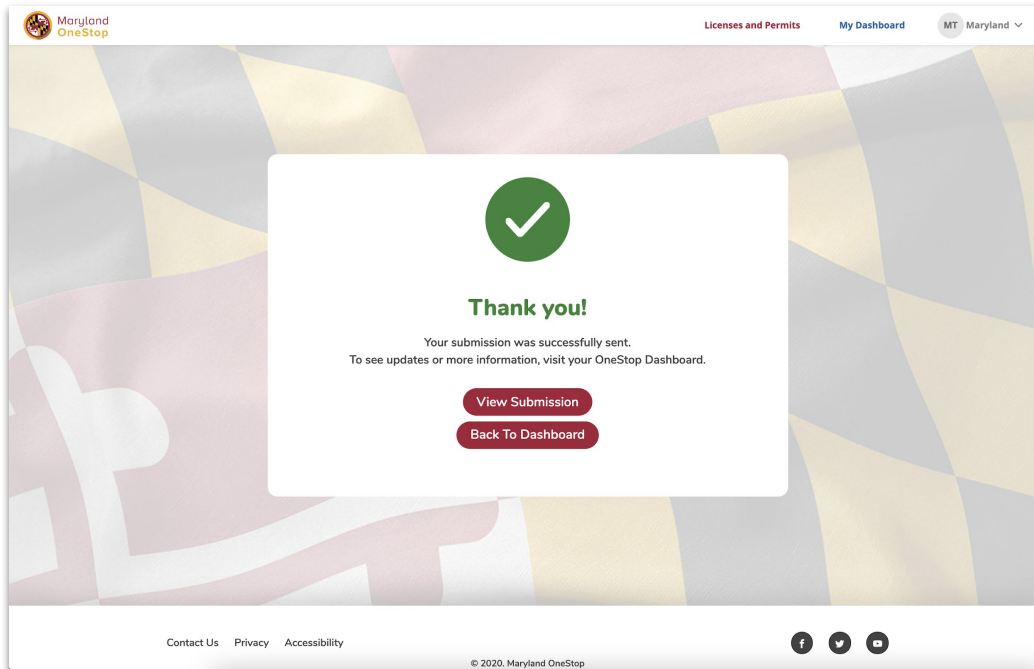 Maryland
OneStop
Licenses and Permits My Dashboard MT Maryland
Thank you!
Your submission was successfully sent.
To see updates or more information, visit your OneStop Dashboard.
View Submission
Back To Dashboard
Contact Us Privacy Accessibility
© 2020. Maryland OneStop